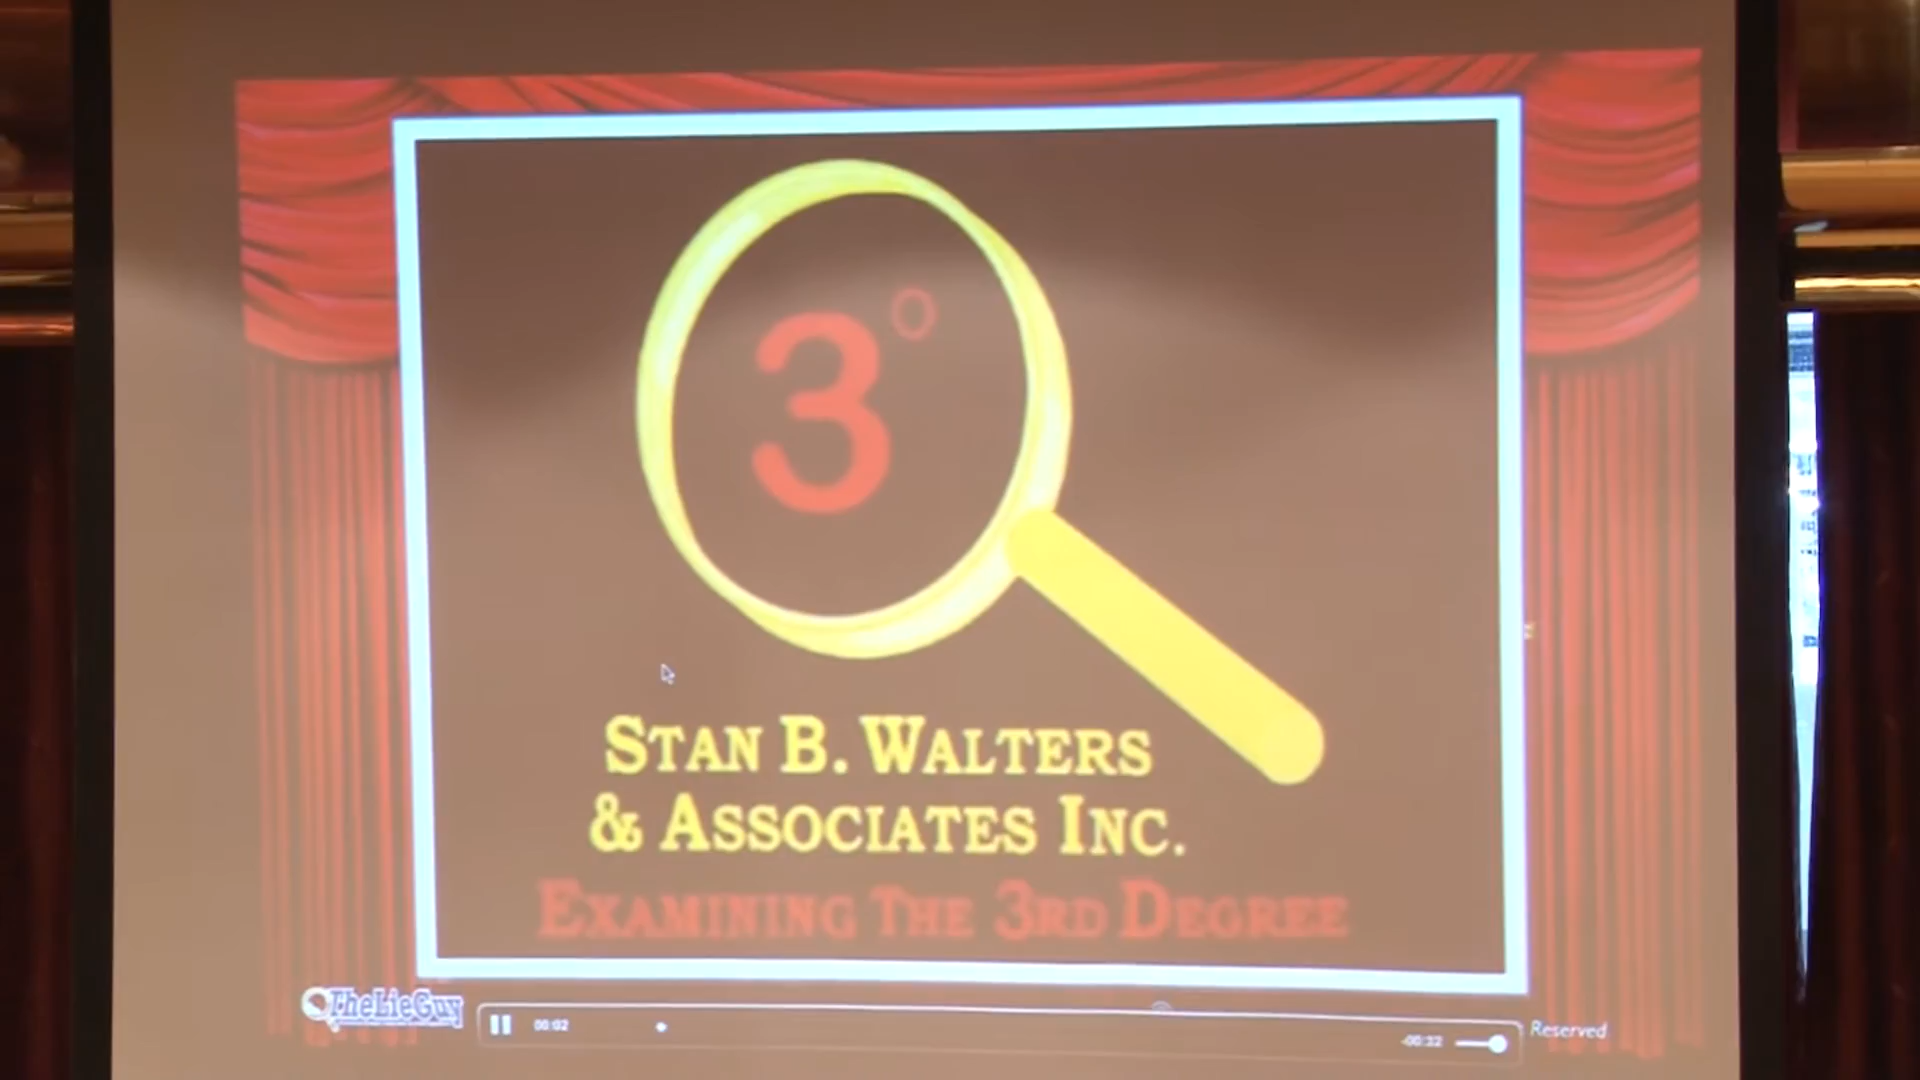 3°
STAN B. WALTERS
& ASSOCIATES INC.
EXAMINING THE 3RD DEGREE
TheLieGuy
00:02
-00:32
Reserved